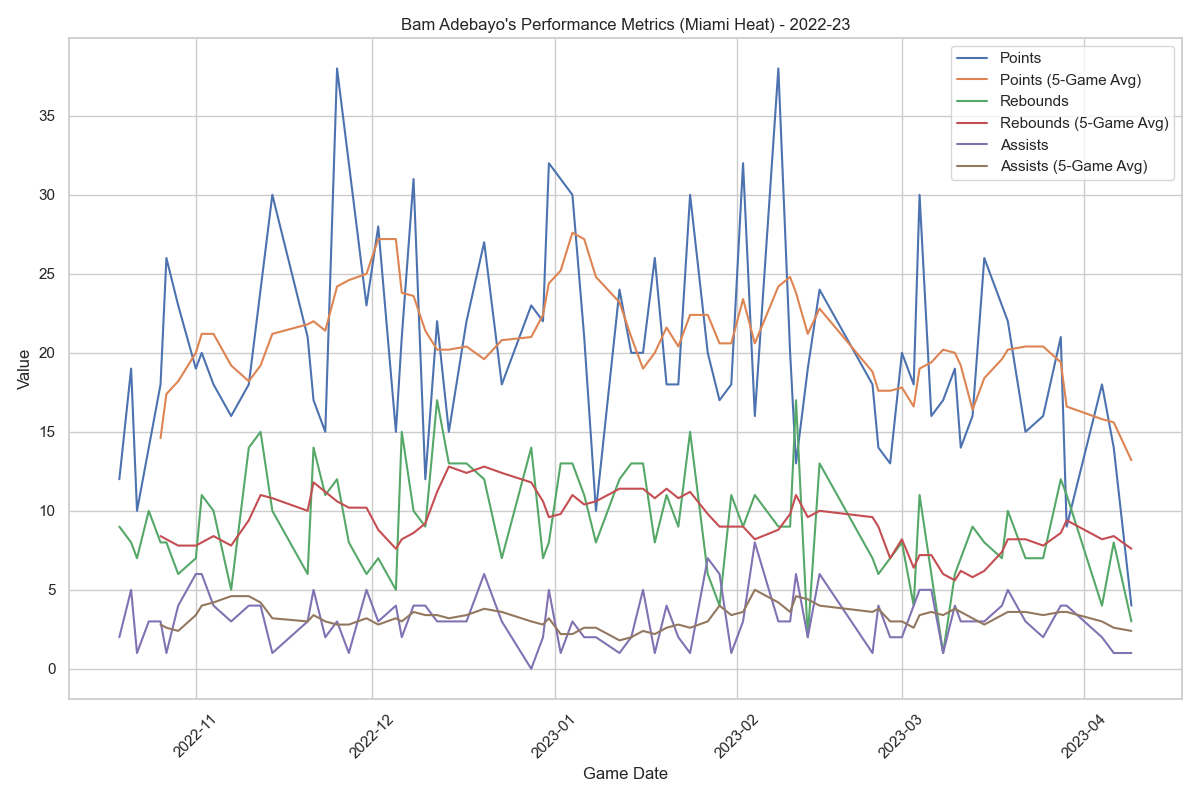 Bam Adebayo's Performance Metrics (Miami Heat) - 2022-23
Points
Points (5-Game Avg)
Rebounds
Rebounds (5-Game Avg)
Assists
Assists (5-Game Avg)
35
30
25
20
15
10
5
0
Value
2022-11
2022-12
2023-01
2023-02
2023-03
2023-04
Game Date